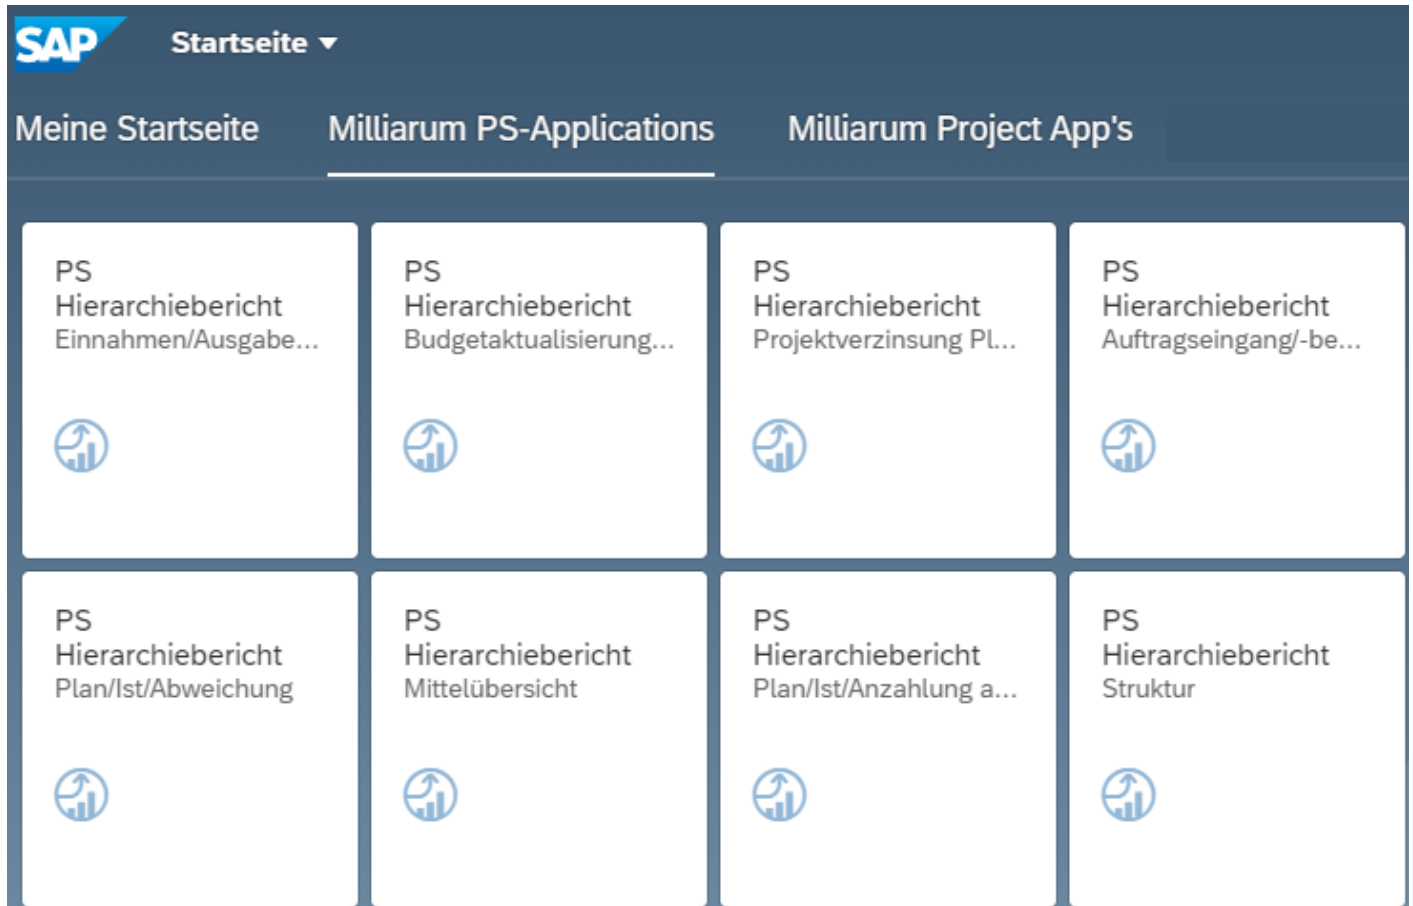 SAP Startseite
Meine Startseite Milliarum PS-Applications Milliarum Project App's
PS
Hierarchiebericht
Einnahmen/Ausgabe...
PS
Hierarchiebericht
Budgetaktualisierung...
PS
Hierarchiebericht
Projektverzinsung Pl...
PS
Hierarchiebericht
Auftragseingang/-be...
PS
Hierarchiebericht
Plan/Ist/Abweichung
PS
Hierarchiebericht
Mittelübersicht
PS
Hierarchiebericht
Plan/Ist/Anzahlung a...
PS
Hierarchiebericht
Struktur